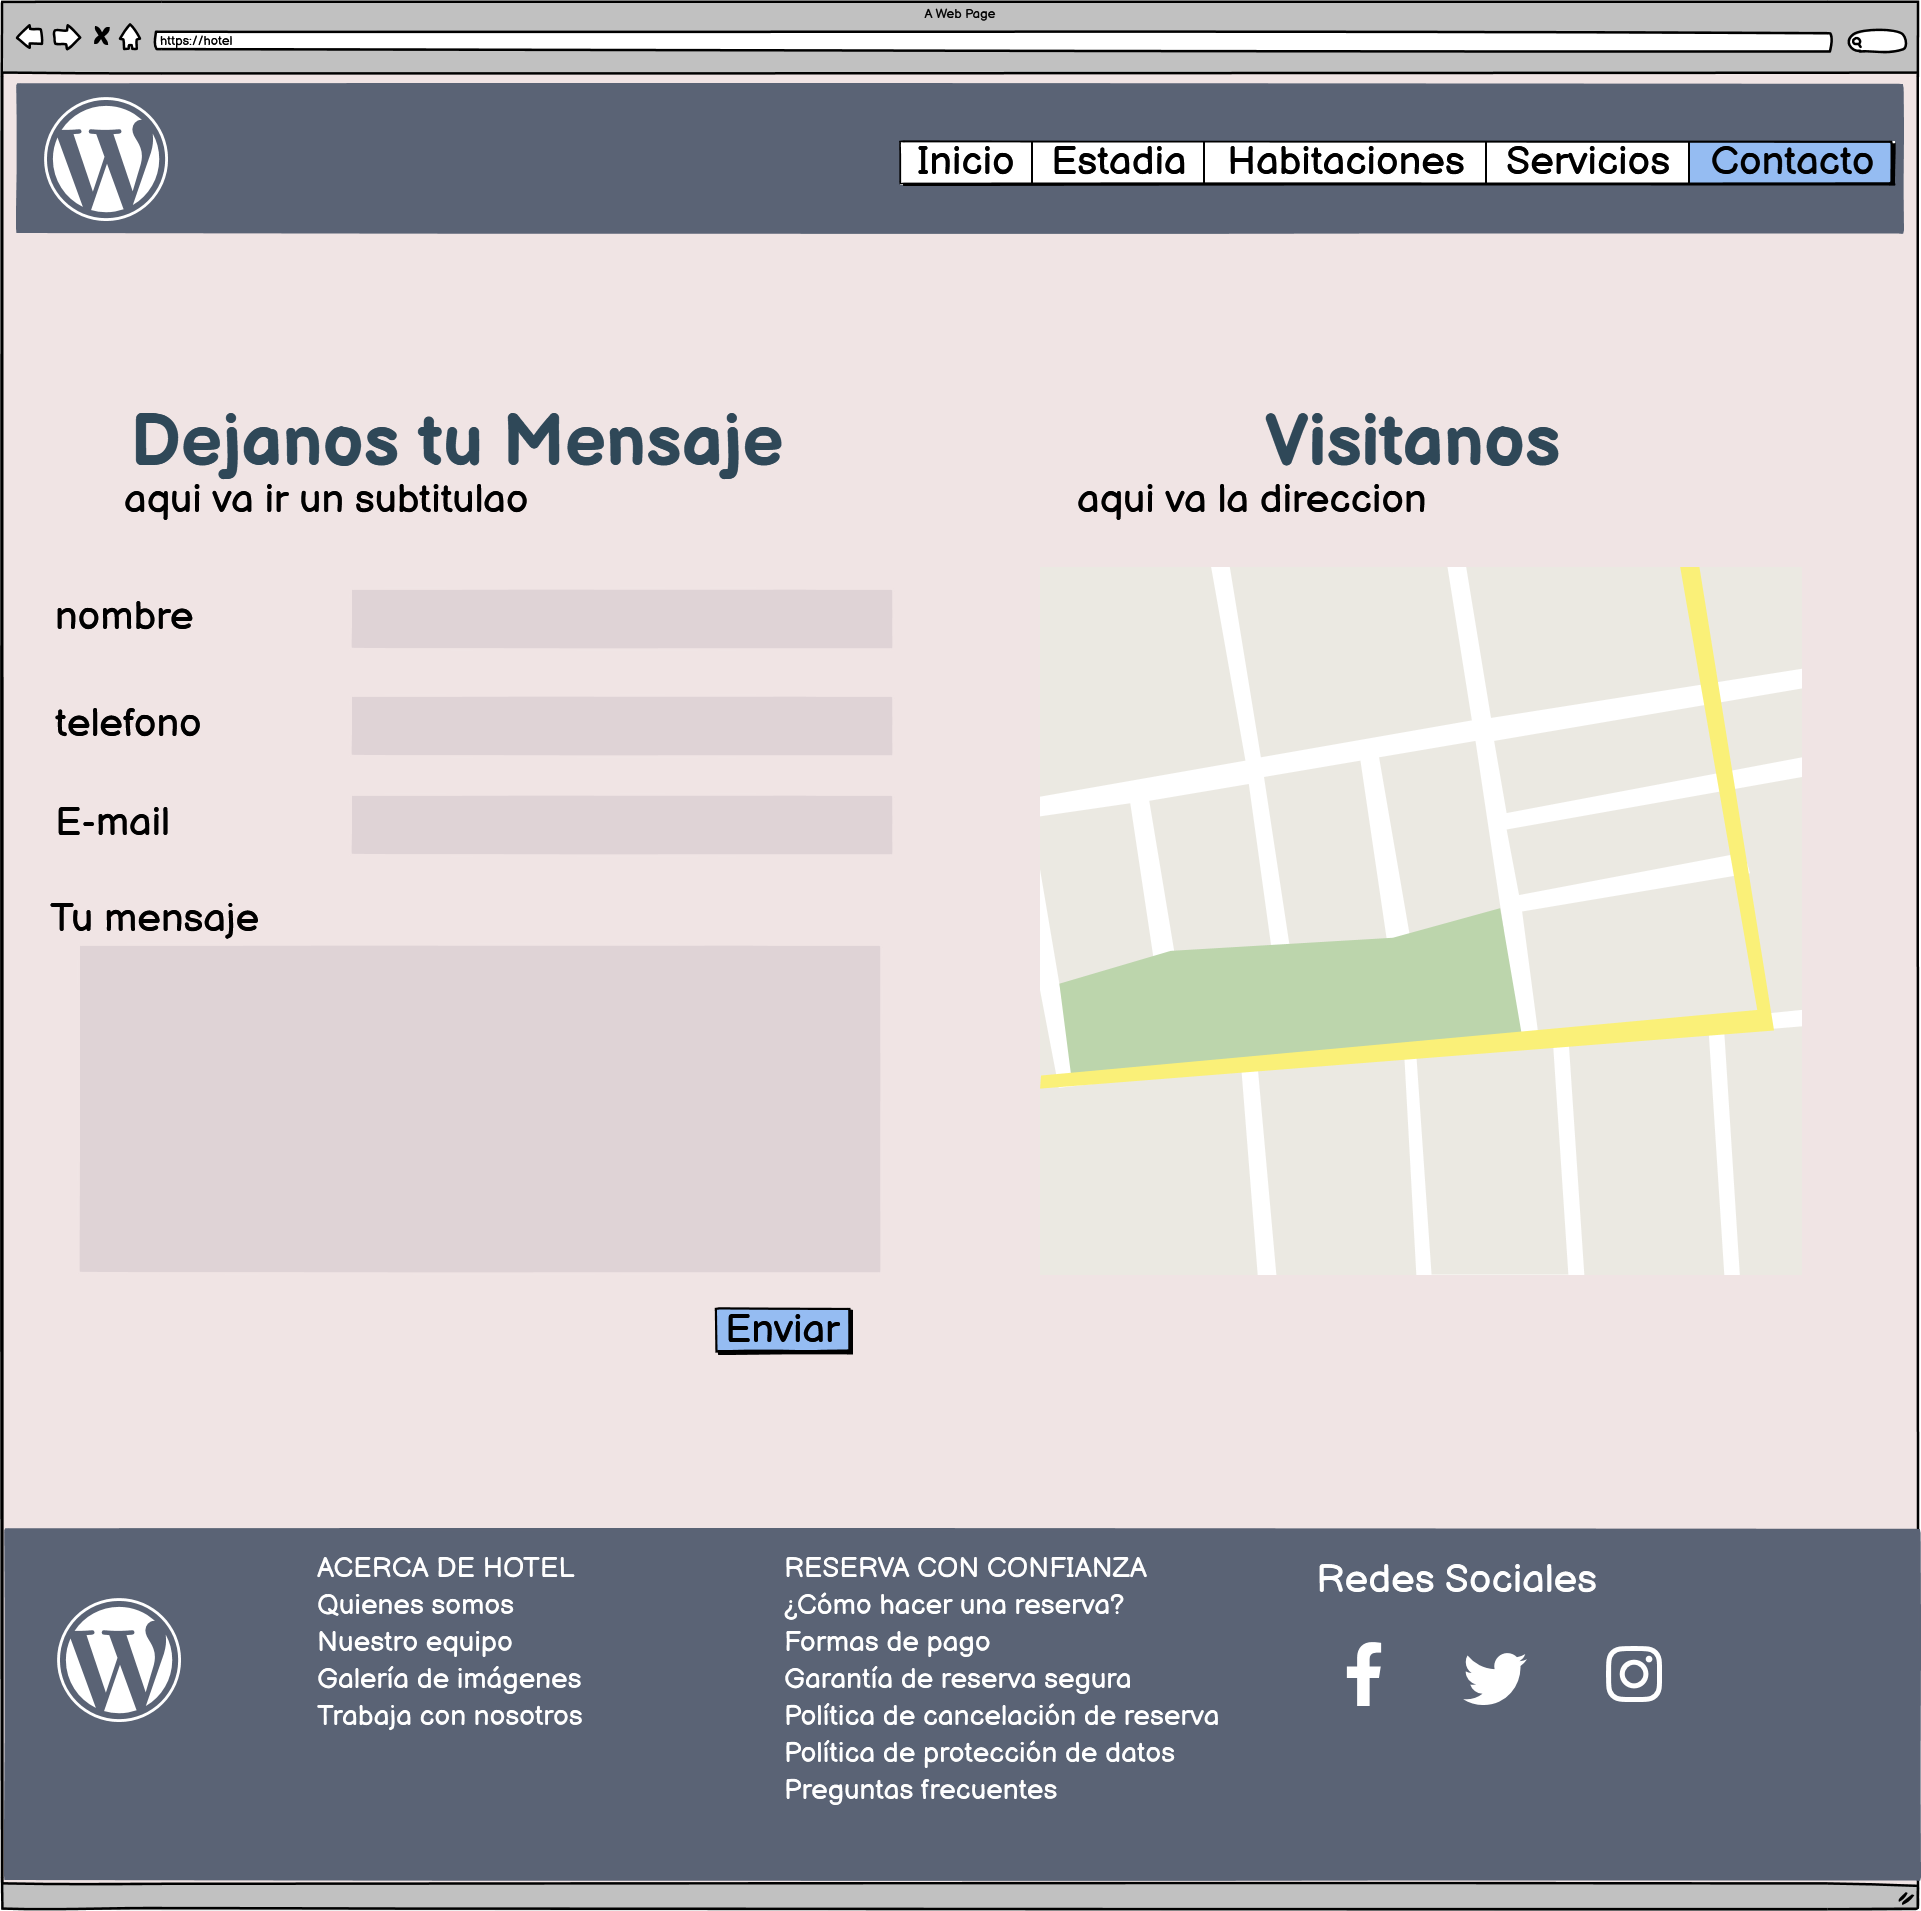 A Web Page
https://hotel
Inicio Estadia Habitaciones Servicios Contacto
Dejanos tu Mensaje
aqui va ir un subtitulao
nombre
telefono
E-mail
Tu mensaje
Enviar
Visitanos
aqui va la direccion
ACERCA DE HOTEL
Quienes somos
Nuestro equipo
Galería de imágenes
Trabaja con nosotros
RESERVA CON CONFIANZA
¿Cómo hacer una reserva?
Formas de pago
Garantía de reserva segura
Política de cancelación de reserva
Política de protección de datos
Preguntas frecuentes
Redes Sociales